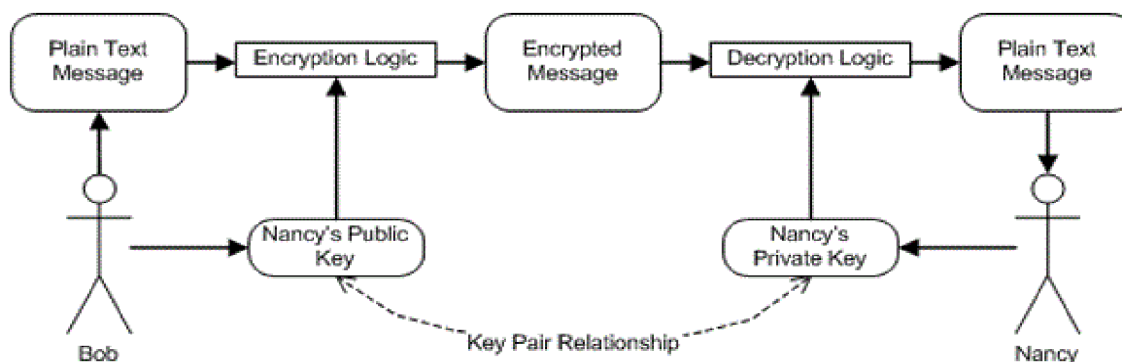 Plain Text
Message
Encryption Logic
Encrypted
Message
Decryption Logic
Plain Text
Message
Nancy's Public
Key
Nancy's
Private Key
Key Pair Relationship
Bob
Nancy